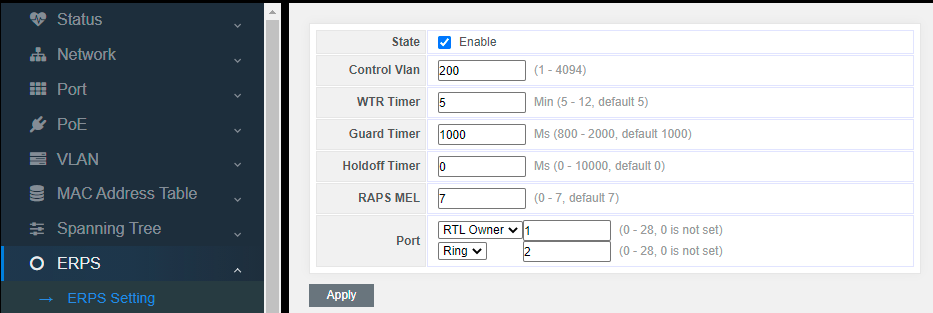 Status
Network
Port
PoE
VLAN
MAC Address Table
Spanning Tree
ERPS
ERPS Setting
State Enable
Control Vlan 200 (1 - 4094)
WTR Timer 5 Min (5 - 12, default 5)
Guard Timer 1000 Ms (800 - 2000, default 1000)
Holdoff Timer 0 Ms (0 - 10000, default 0)
RAPS MEL 7 (0 - 7, default 7)
Port RTL Owner 1 (0 - 28, 0 is not set)
Ring 2 (0 - 28, 0 is not set)
Apply